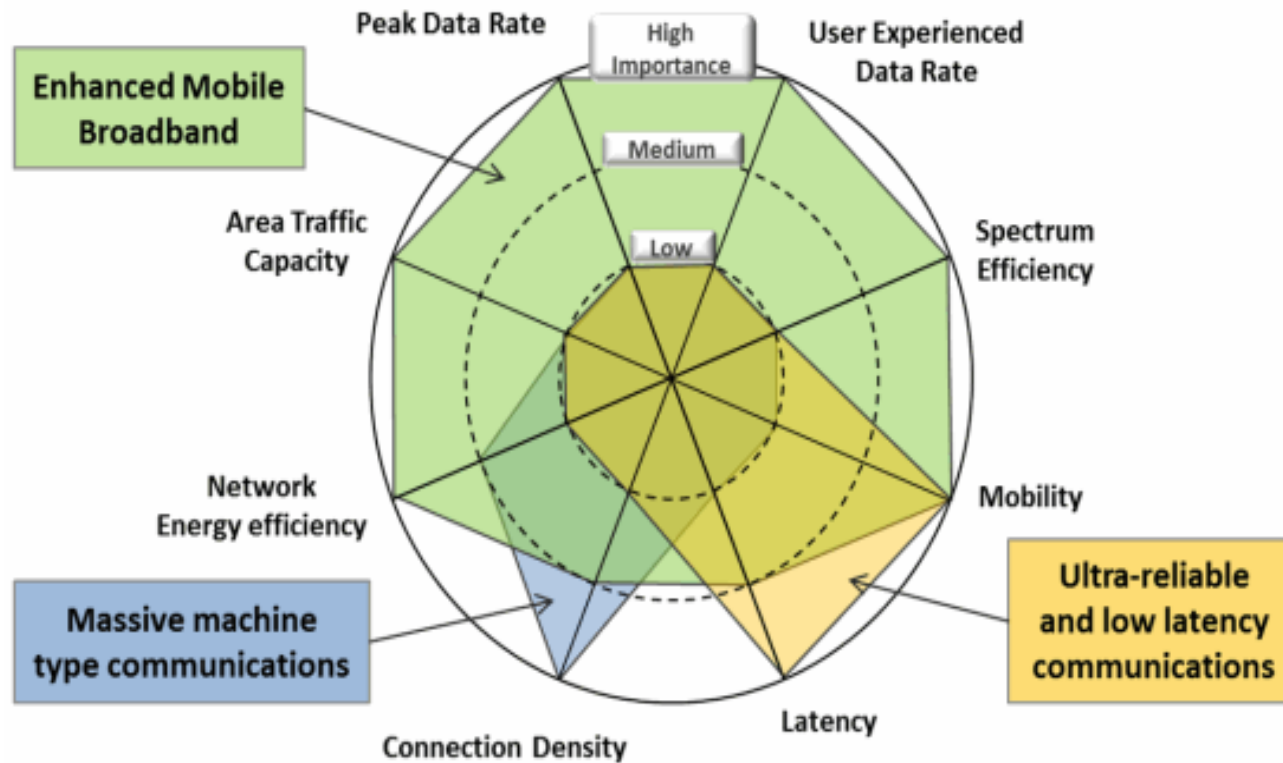 Peak Data Rate
High
Importance
User Experienced
Data Rate
Enhanced Mobile
Broadband
Medium
Area Traffic
Capacity
Low
Spectrum
Efficiency
Network
Energy efficiency
Mobility
Massive machine
type communications
Ultra-reliable
and low latency
communications
Connection Density
Latency